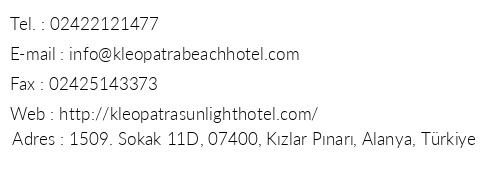 Tel. : 02422121477
E-mail : info@kleopatrabeachhotel.com
Fax : 02425143373
Web : http://kleopatrasunlighthotel.com/
Adres : 1509. Sokak 11D, 07400, Kızlar Pınarı, Alanya, Türkiye